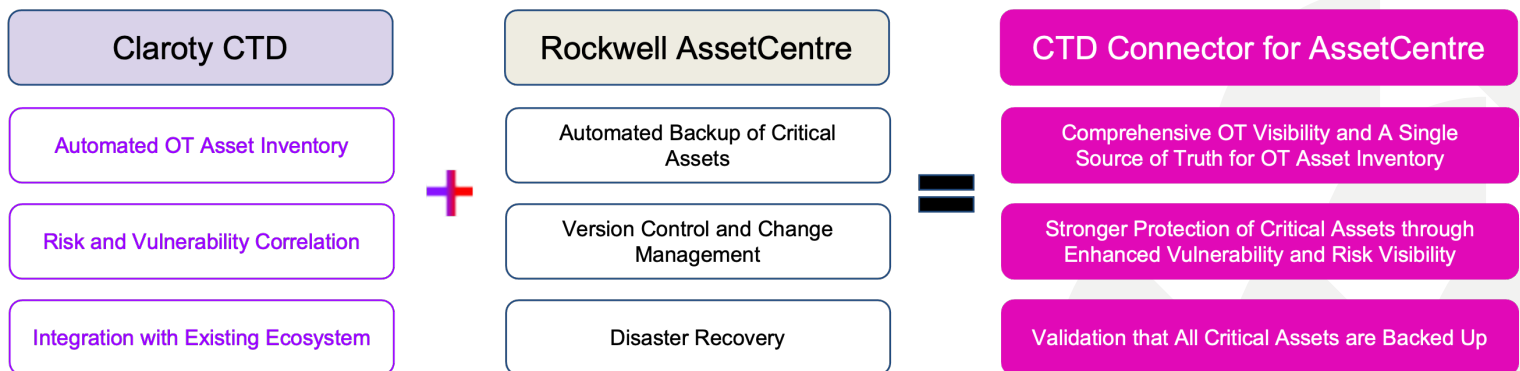 Claroty CTD
Automated OT Asset Inventory
Risk and Vulnerability Correlation
Integration with Existing Ecosystem
+
Rockwell AssetCentre
Automated Backup of Critical
Assets
Version Control and Change
Management
Disaster Recovery
=
CTD Connector for AssetCentre
Comprehensive OT Visibility and A Single
Source of Truth for OT Asset Inventory
Stronger Protection of Critical Assets through
Enhanced Vulnerability and Risk Visibility
Validation that All Critical Assets are Backed Up